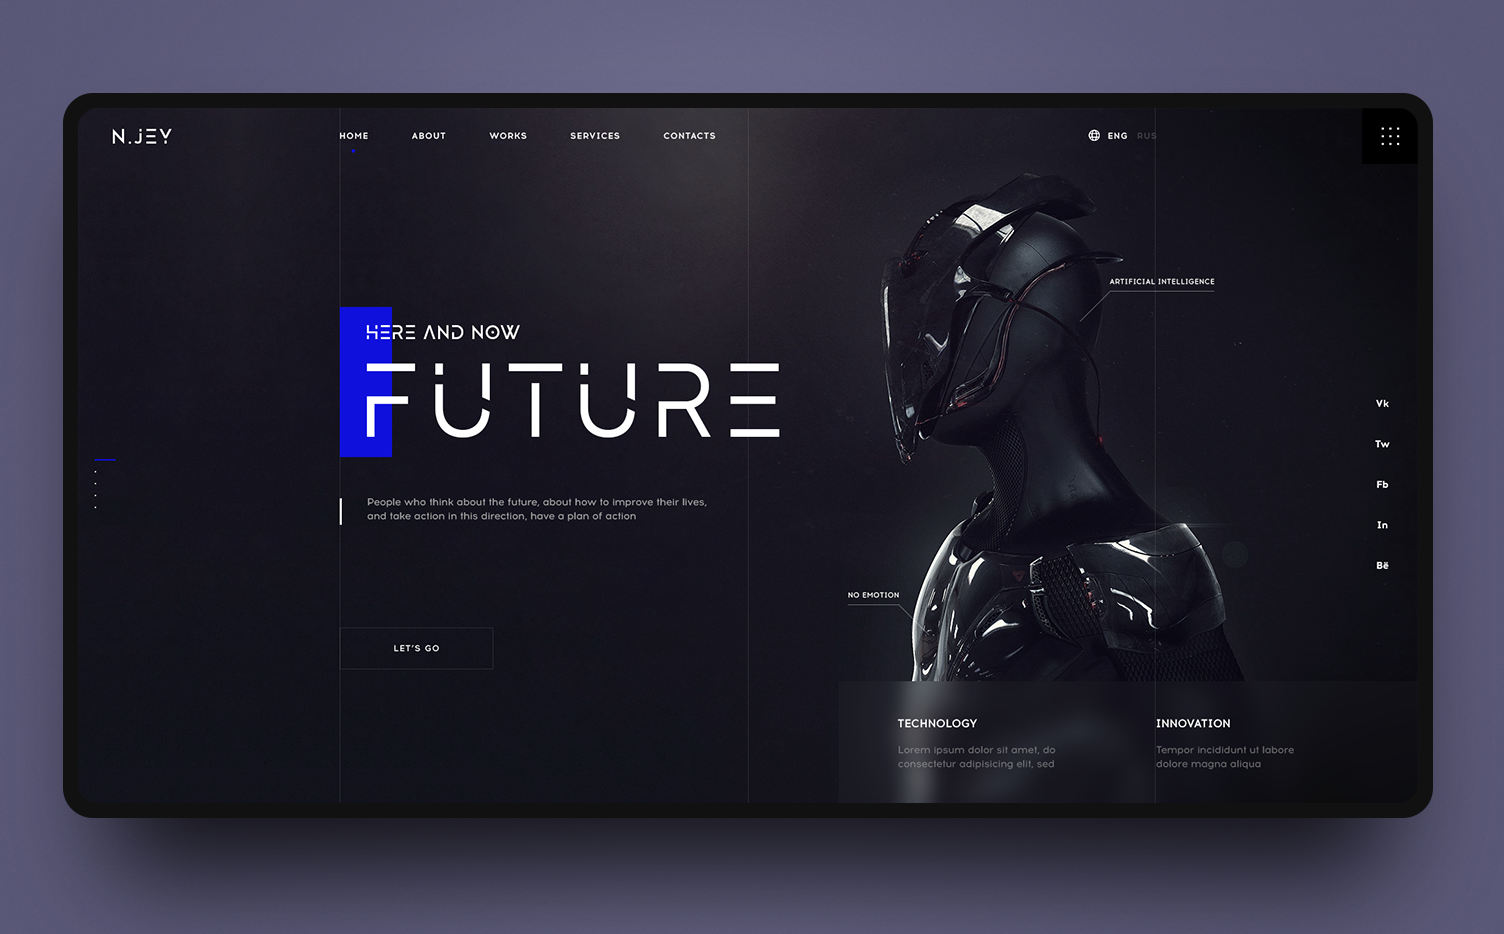 N.JEY
HOME ABOUT WORKS SERVICES CONTACTS
ENG RUS
HERE AND NOW
FUTURE
People who think about the future, about how to improve their lives,
and take action in this direction, have a plan of action
LET'S GO
ARTIFICIAL INTELLIGENCE
NO EMOTION
Vk
Tw
Fb
In
Bē
TECHNOLOGY
Lorem ipsum dolor sit amet, do
consectetur adipisicing elit, sed
INNOVATION
Tempor incididunt ut labore
dolore magna aliqua